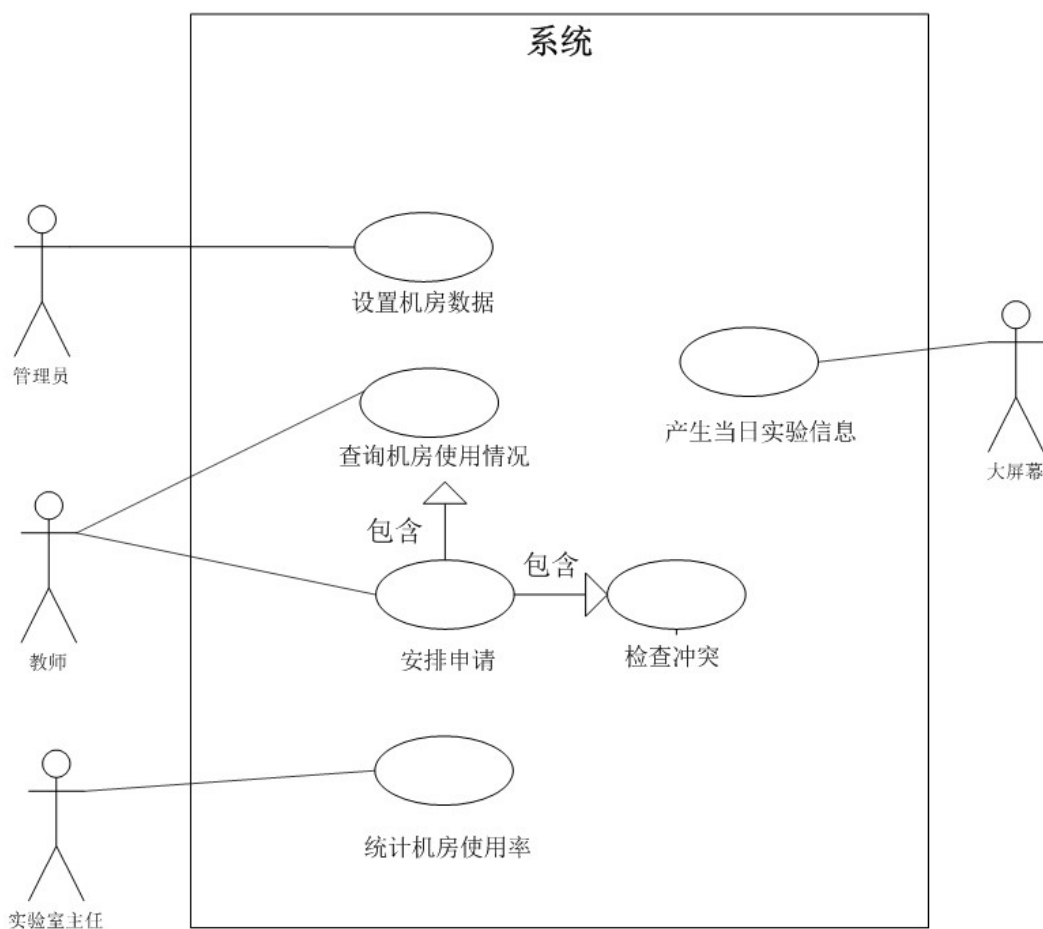 系统
设置机房数据
管理员
查询机房使用情况
产生当日实验信息
大屏幕
包含
包含
教师
安排申请
检查冲突
统计机房使用率
实验室主任